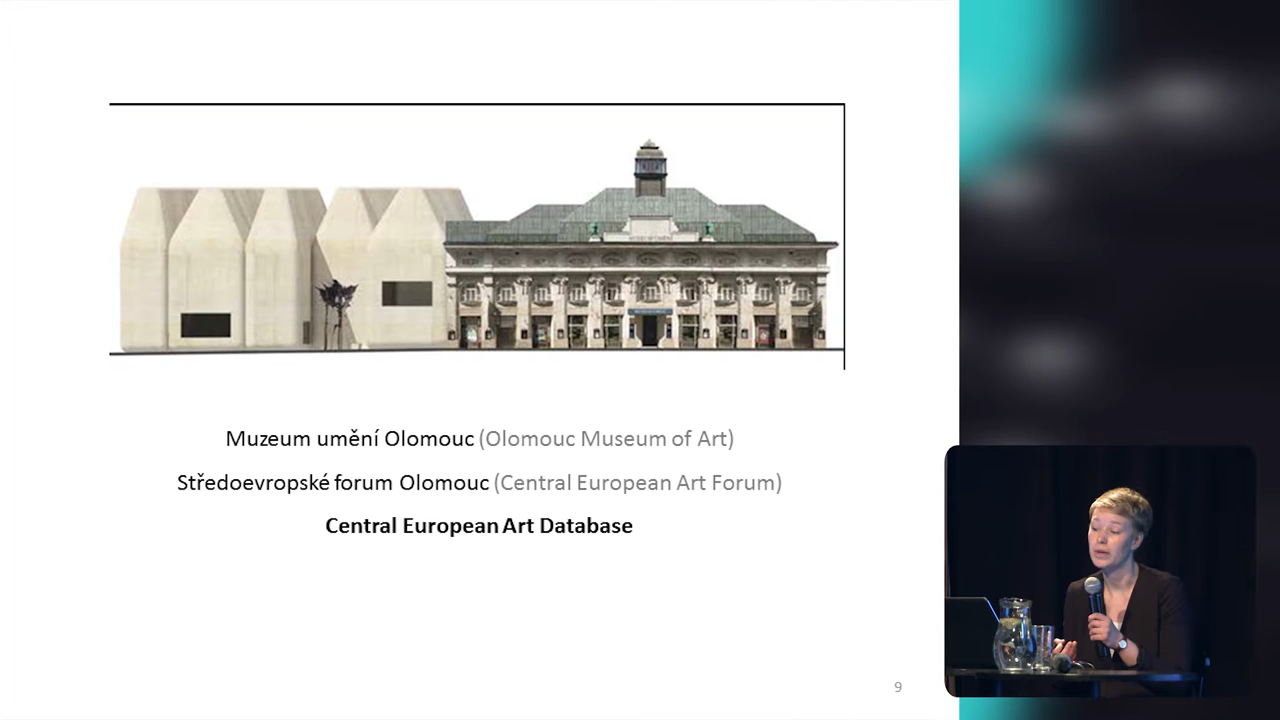 Muzeum umění Olomouc (Olomouc Museum of Art)
Středoevropské forum Olomouc (Central European Art Forum)
Central European Art Database
9